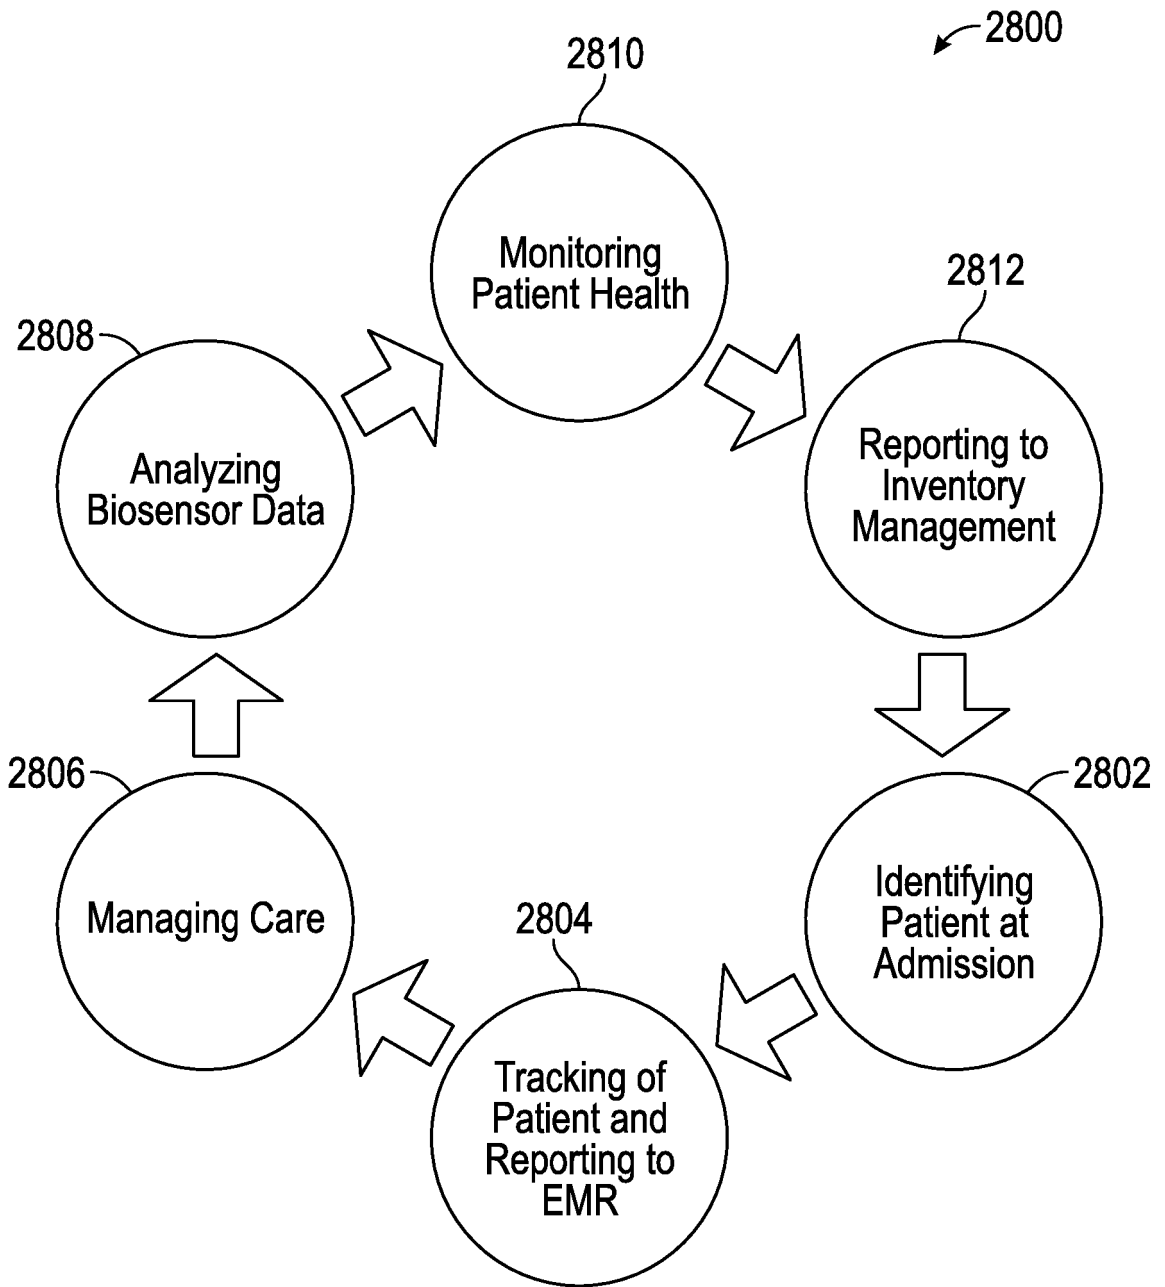 2800
2810
Monitoring
Patient Health
2812
Reporting to
Inventory
Management
2808
Analyzing
Biosensor Data
2806
Managing Care
2802
Identifying
Patient at
Admission
2804
Tracking of
Patient and
Reporting to
EMR